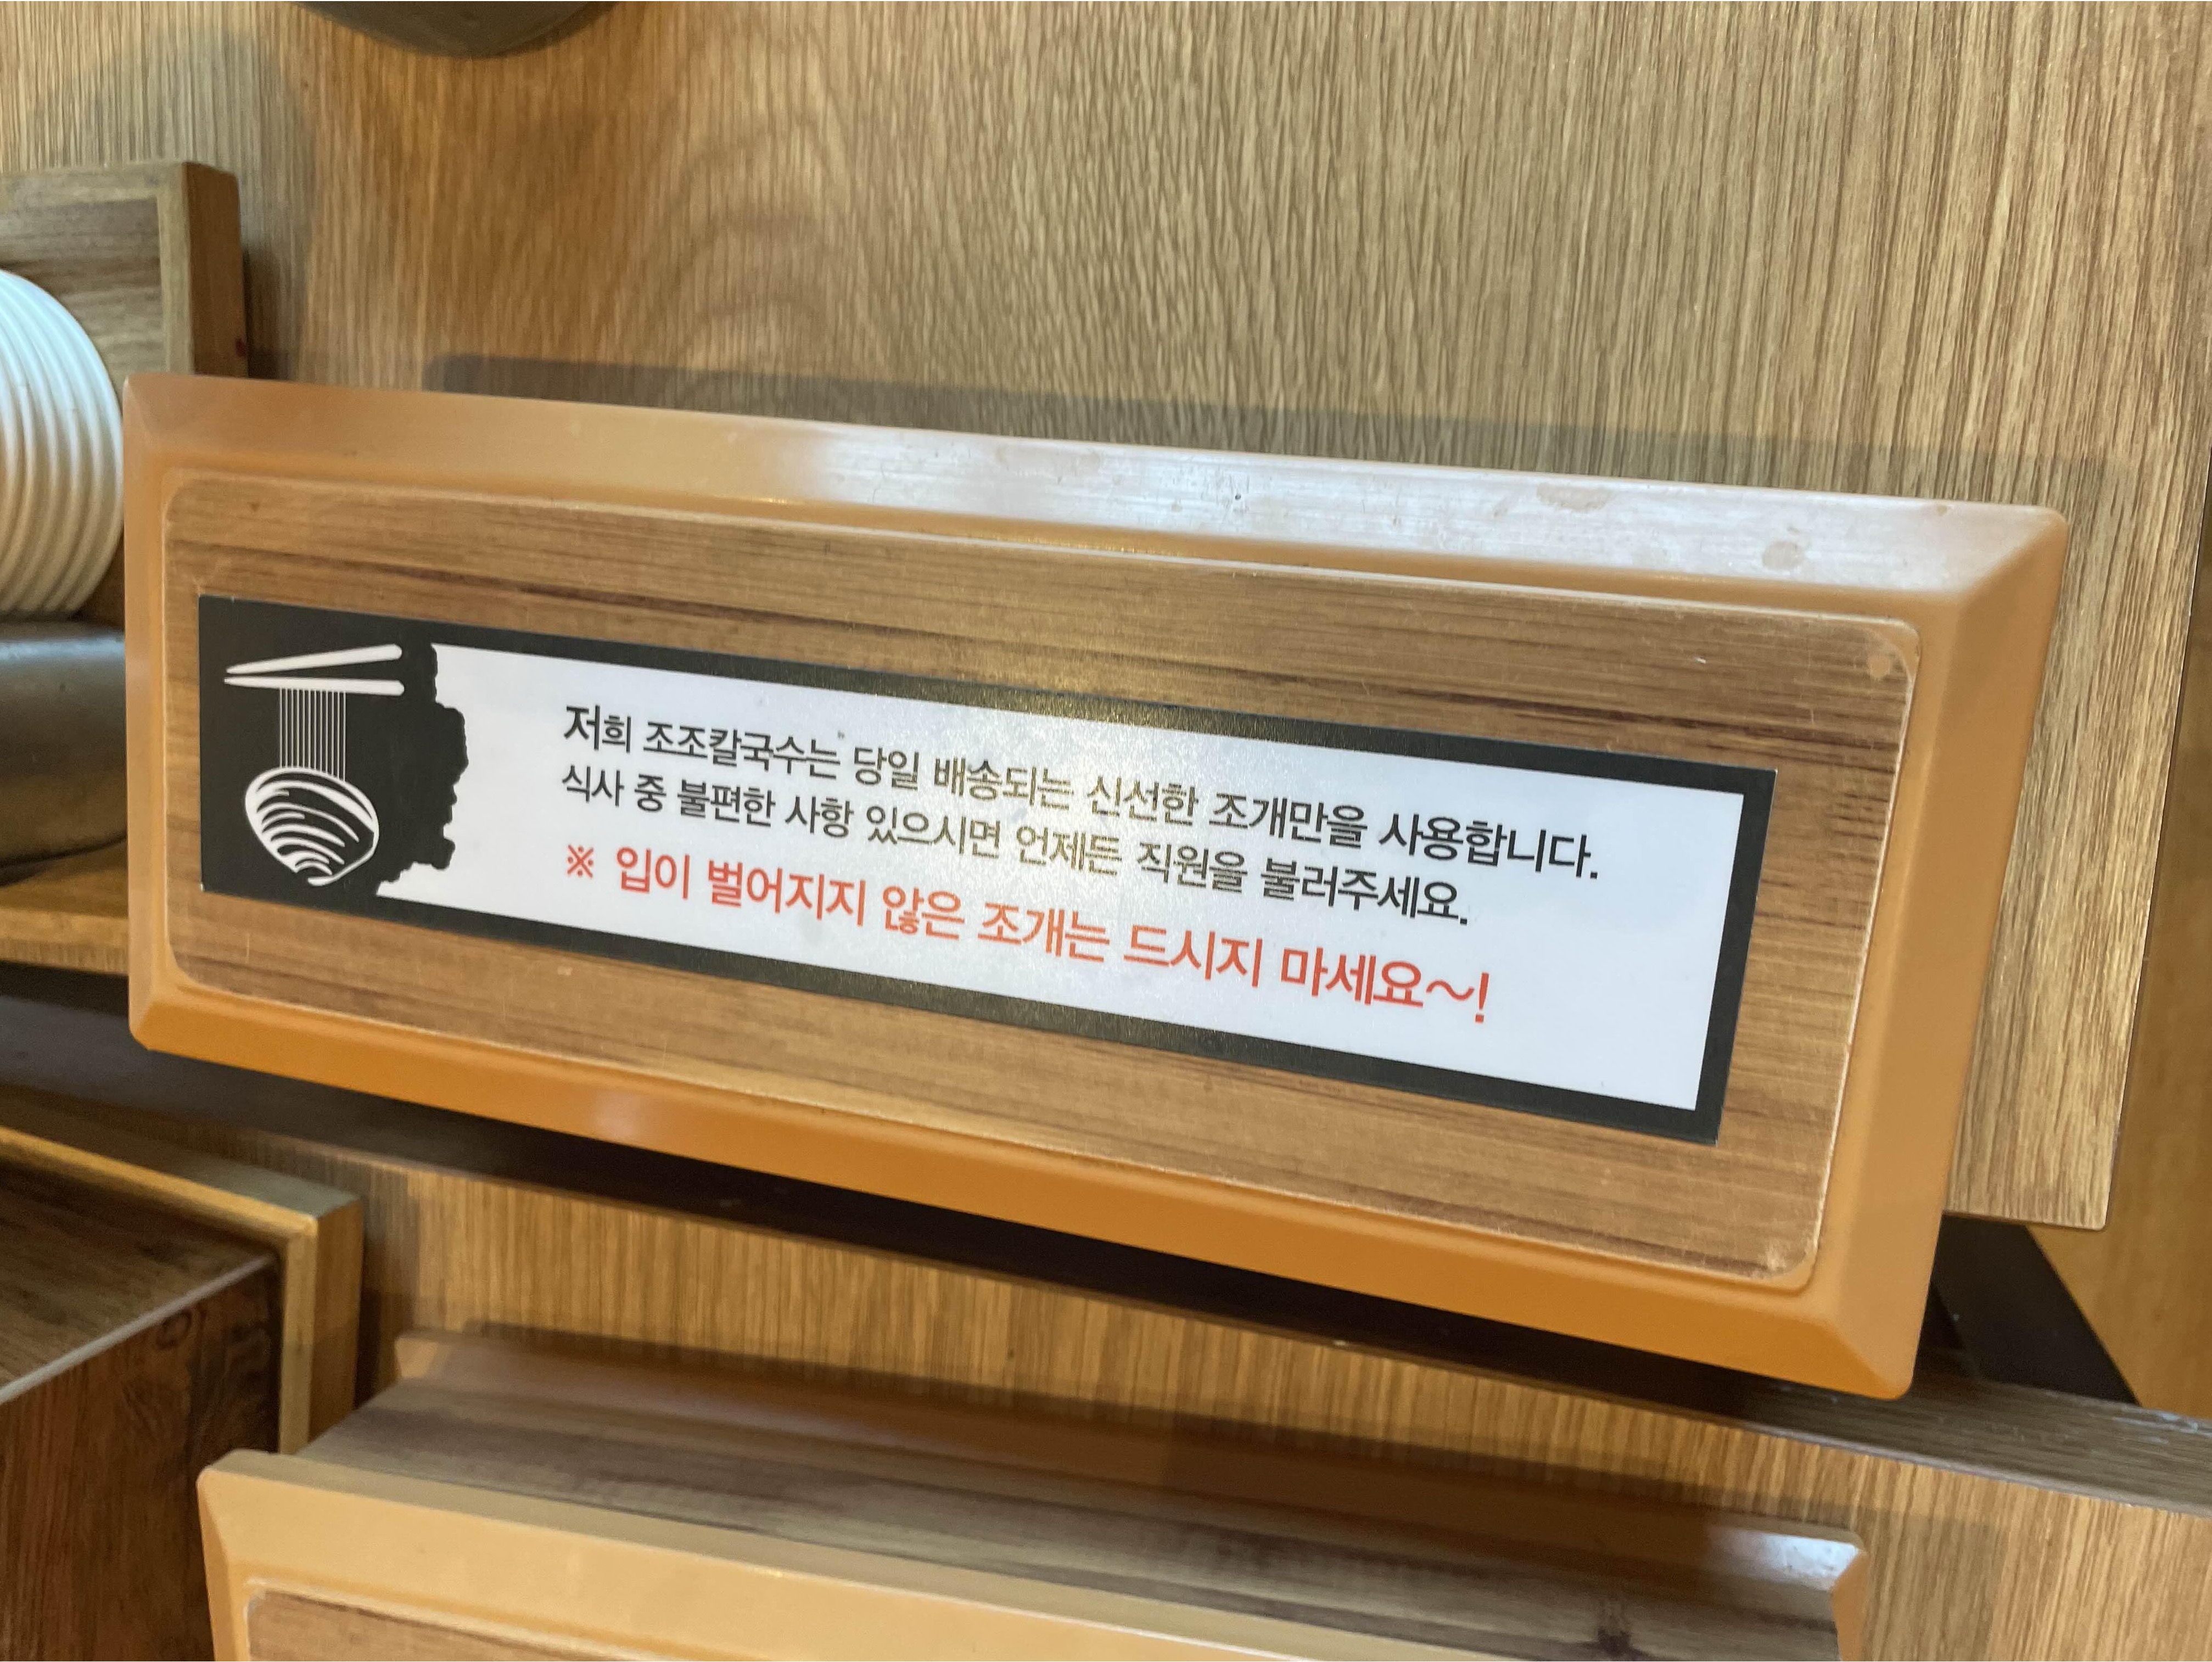 저희 조조칼국수는 당일 배송되는 신선한 조개만을 사용합니다.
식사 중 불편한 사항 있으시면 언제든 직원을 불러주세요.
※ 입이 벌어지지 않은 조개는 드시지 마세요~!